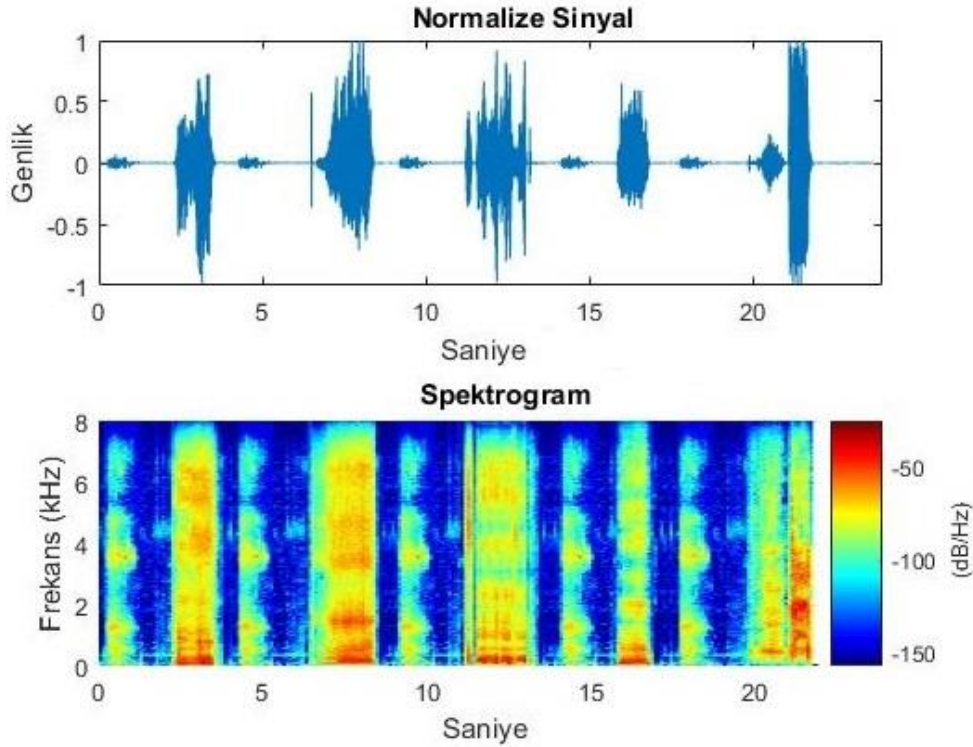 Normalize Sinyal
1
0.5
0
-0.5
-1
Genlik
0 5 10 15 20
Saniye
Spektrogram
8
6
4
2
0
Frekans (kHz)
0 5 10 15 20
Saniye
-50
-100
-150
(dB/Hz)